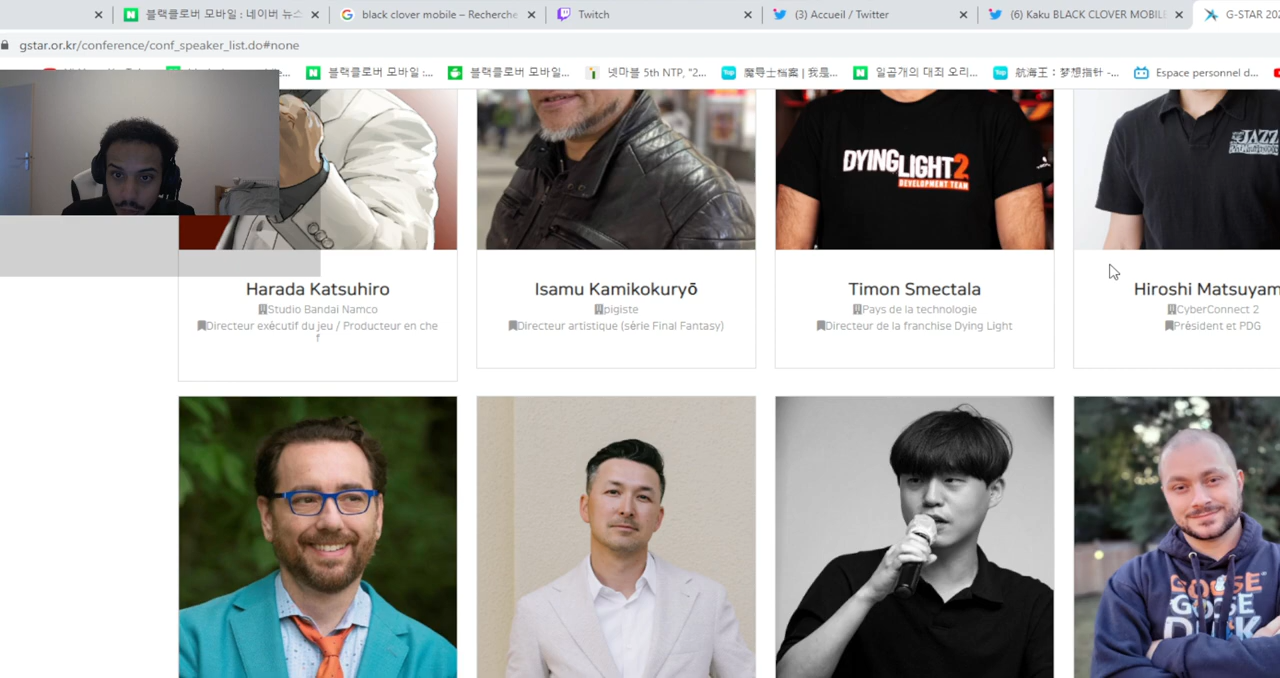 블랙클로버 모바일 : 네이버 뉴스
black clover mobile – Recherche
Twitch
(3) Accueil / Twitter
(6) Kaku BLACK CLOVER MOBILE
G-STAR 202
gstar.or.kr/conference/conf_speaker_list.do#none
블랙클로버 모바일 :...
블랙클로버 모바일...
넷마블 5th NTP, "2...
魔导士档案 | 我是...
일곱개의 대죄 오리...
航海王：梦想指针 -...
Espace personnel d...
DYING LIGHT 2
DEVELOPMENT TEAM
JAZZ
Harada Katsuhiro
Studio Bandai Namco
Directeur exécutif du jeu / Producteur en che
f
Isamu Kamikokuryō
pigiste
Directeur artistique (série Final Fantasy)
Timon Smectala
Pays de la technologie
Directeur de la franchise Dying Light
Hiroshi Matsuyam
CyberConnect 2
Président et PDG
GOOSE
GOOSE
DUCK